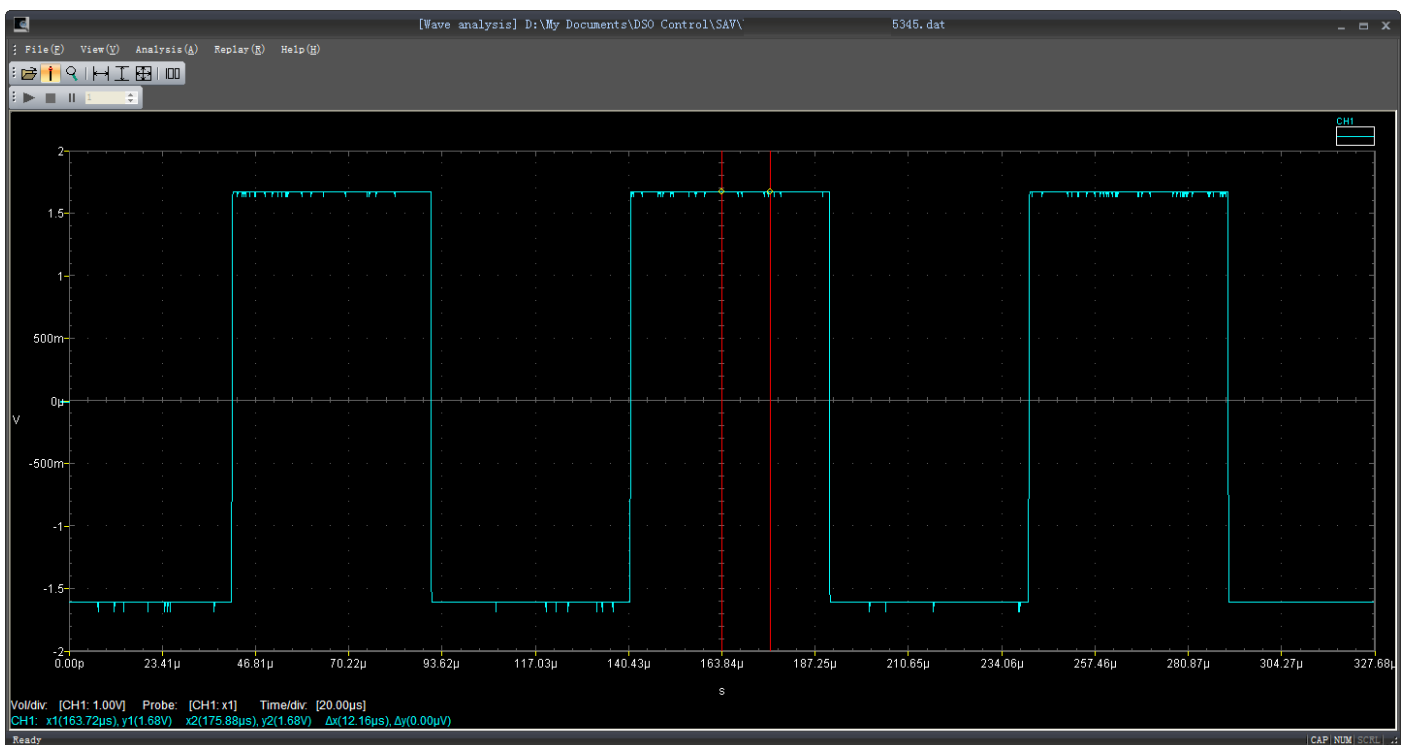 [Wave analysis] D:\My Documents\DSO Control\SAV\ 5345.dat
File(F) View(V) Analysis(A) Replay(R) Help(H)
CH1
2
1.5
1
500m
0µ
V
-500m
-1
-1.5
-2
0.00p 23.41µ 46.81µ 70.22µ 93.62µ 117.03µ 140.43µ 163.84µ 187.25µ 210.65µ 234.06µ 257.46µ 280.87µ 304.27µ 327.68µ
s
Vol/div: [CH1: 1.00V] Probe: [CH1: x1] Time/div: [20.00µs]
CH1: x1(163.72µs), y1(1.68V) x2(175.88µs), y2(1.68V) Δx(12.16µs), Δy(0.00µV)
Ready CAP NUM SCRL